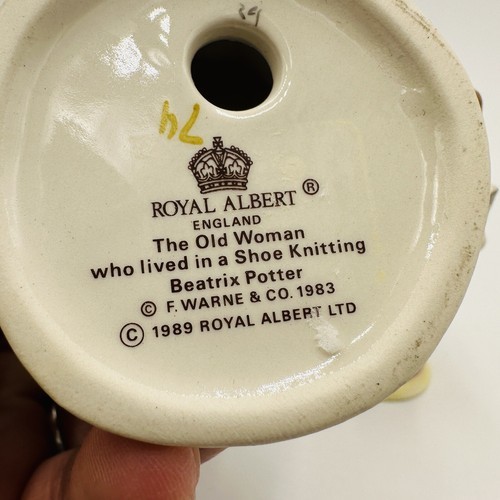 ROYAL ALBERT ®
ENGLAND
The Old Woman
who lived in a Shoe Knitting
Beatrix Potter
© F. WARNE & CO. 1983
© 1989 ROYAL ALBERT LTD